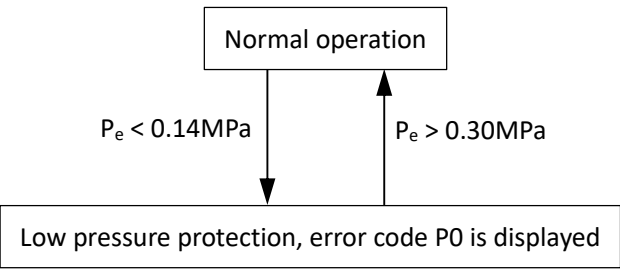 Normal operation
Pₑ < 0.14MPa
Pₑ > 0.30MPa
Low pressure protection, error code P0 is displayed